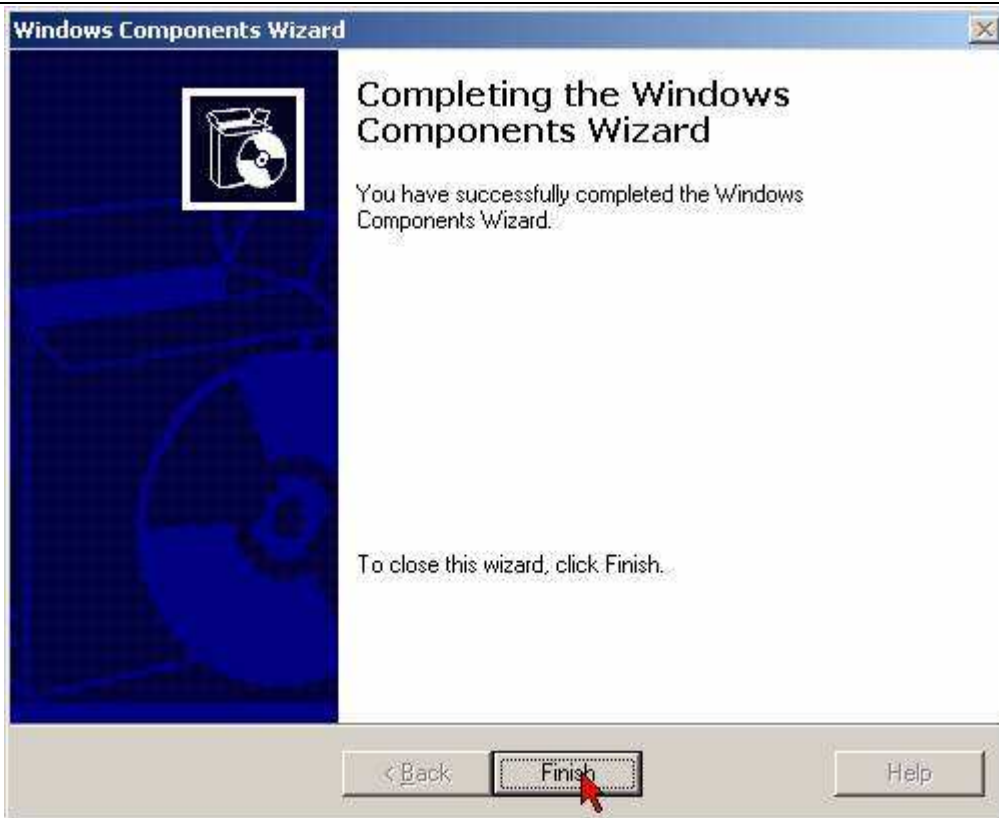 Windows Components Wizard
Completing the Windows
Components Wizard
You have successfully completed the Windows
Components Wizard.
To close this wizard, click Finish.
< Back
Finish
Help